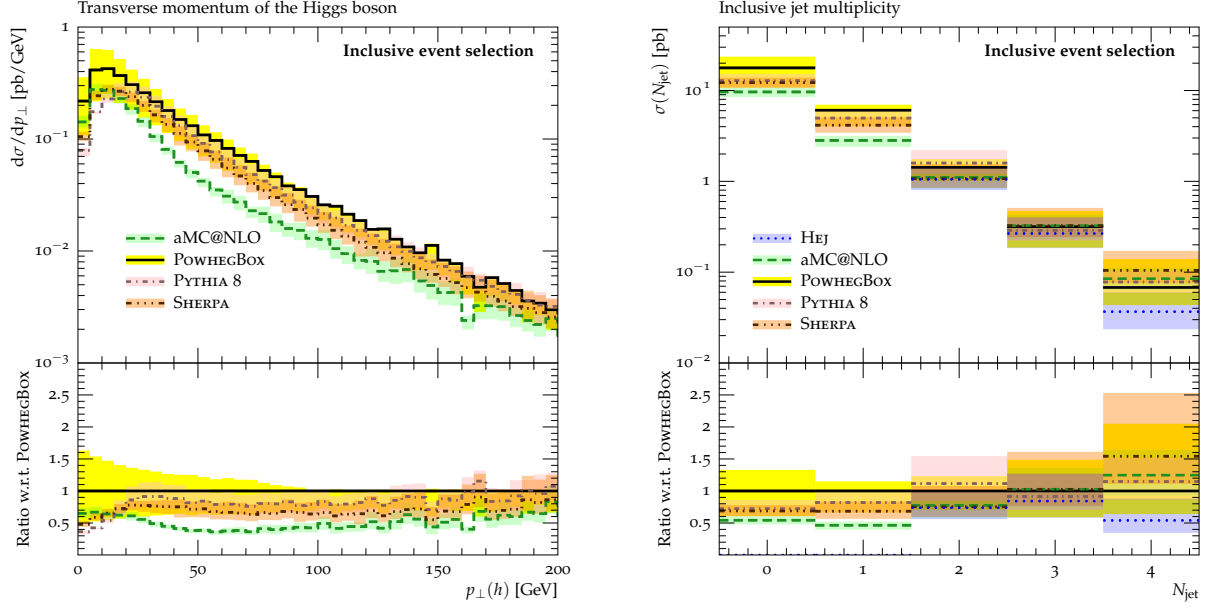 Transverse momentum of the Higgs boson
Inclusive event selection
dσ/dp⊥ [pb/GeV]
1
10⁻¹
10⁻²
10⁻³
aMC@NLO
PowhegBox
Pythia 8
Sherpa
Ratio w.r.t. PowhegBox
2.5
2
1.5
1
0.5
0 50 100 150 200
p⊥(h) [GeV]
Inclusive jet multiplicity
Inclusive event selection
σ(Njet) [pb]
10¹
1
10⁻¹
10⁻²
Hej
aMC@NLO
PowhegBox
Pythia 8
Sherpa
Ratio w.r.t. PowhegBox
2.5
2
1.5
1
0.5
0 1 2 3 4
Njet